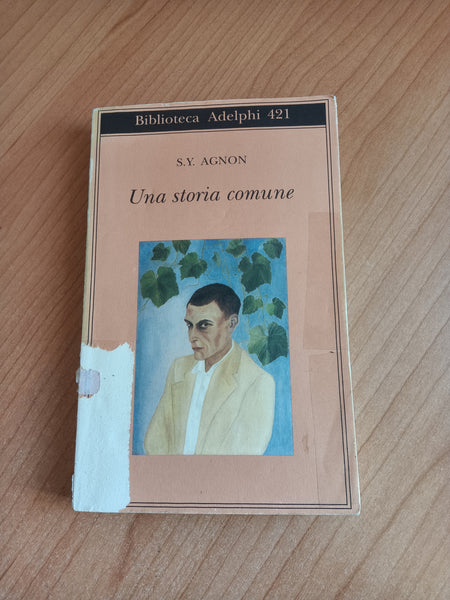 Biblioteca Adelphi 421
S.Y. AGNON
Una storia comune